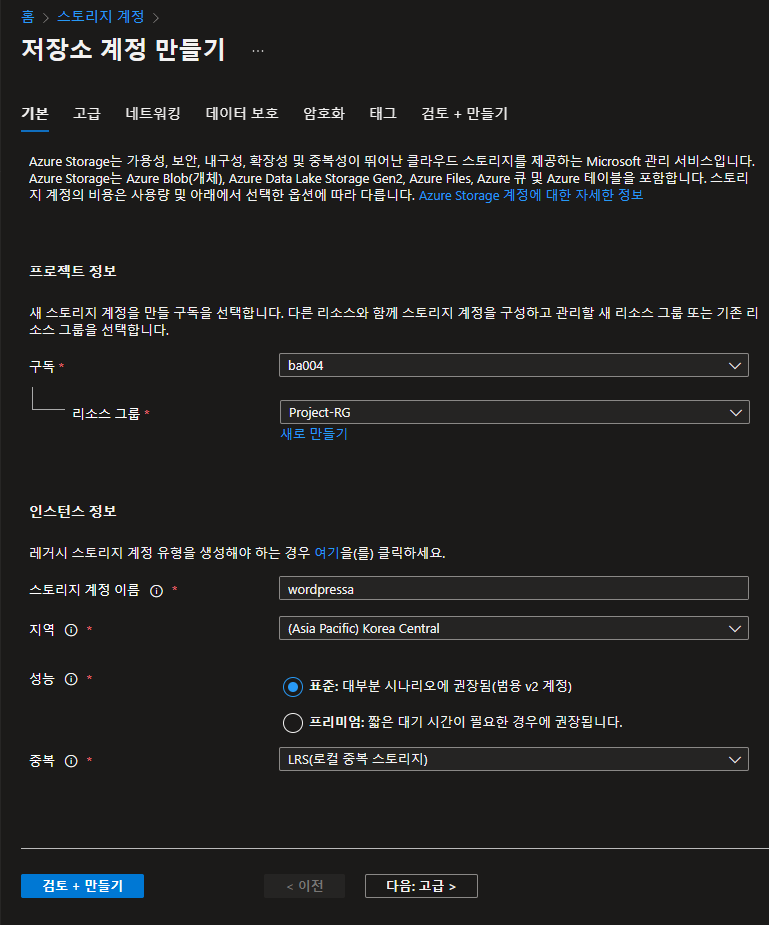 홈 > 스토리지 계정 >
저장소 계정 만들기 ...
기본 고급 네트워킹 데이터 보호 암호화 태그 검토 + 만들기
Azure Storage는 가용성, 보안, 내구성, 확장성 및 중복성이 뛰어난 클라우드 스토리지를 제공하는 Microsoft 관리 서비스입니다.
Azure Storage는 Azure Blob(개체), Azure Data Lake Storage Gen2, Azure Files, Azure 큐 및 Azure 테이블을 포함합니다. 스토리
지 계정의 비용은 사용량 및 아래에서 선택한 옵션에 따라 다릅니다. Azure Storage 계정에 대한 자세한 정보
프로젝트 정보
새 스토리지 계정을 만들 구독을 선택합니다. 다른 리소스와 함께 스토리지 계정을 구성하고 관리할 새 리소스 그룹 또는 기존 리
소스 그룹을 선택합니다.
구독 * ba004
리소스 그룹 * Project-RG
새로 만들기
인스턴스 정보
레거시 스토리지 계정 유형을 생성해야 하는 경우 여기을(를) 클릭하세요.
스토리지 계정 이름 * wordpressa
지역 * (Asia Pacific) Korea Central
성능 * 표준: 대부분 시나리오에 권장됨(범용 v2 계정)
프리미엄: 짧은 대기 시간이 필요한 경우에 권장됩니다.
중복 * LRS(로컬 중복 스토리지)
검토 + 만들기 < 이전 다음: 고급 >